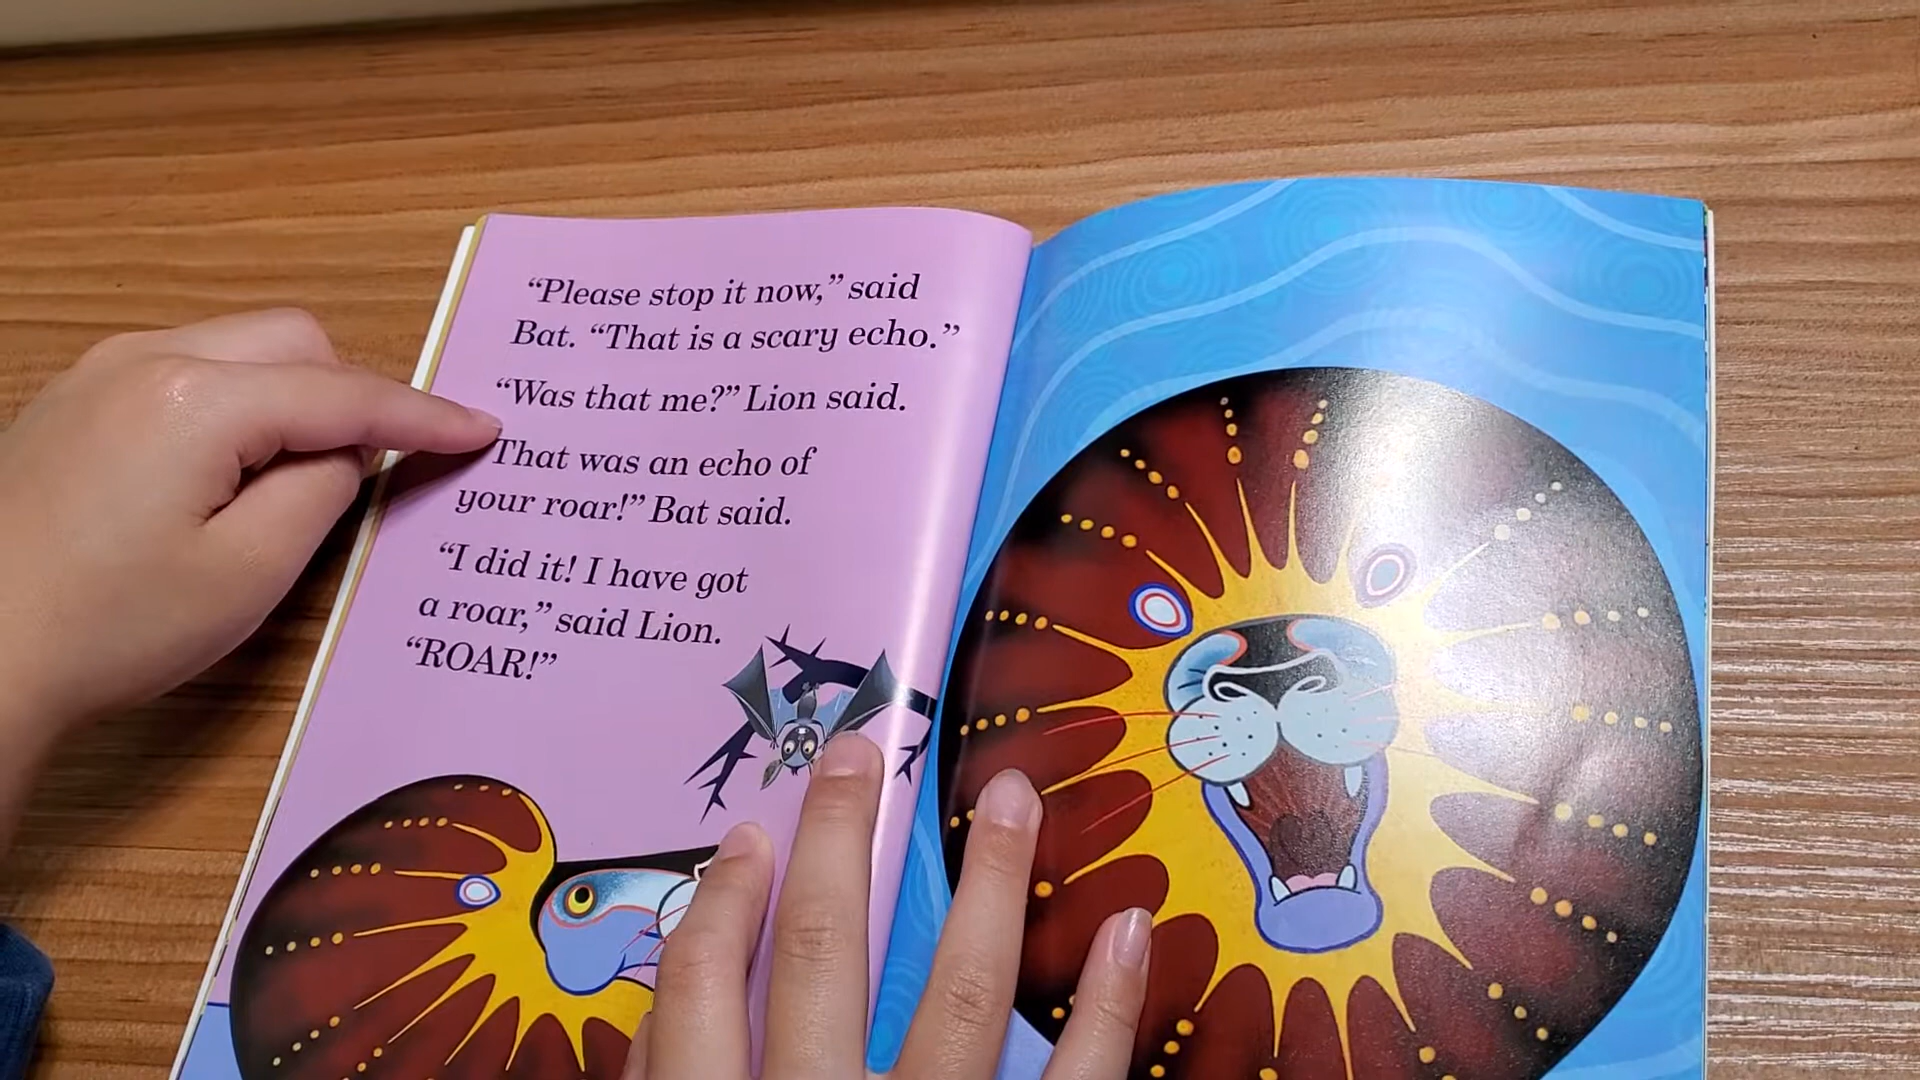 “Please stop it now,” said
Bat. “That is a scary echo.”
“Was that me?” Lion said.
That was an echo of
your roar!” Bat said.
“I did it! I have got
a roar,” said Lion.
“ROAR!”